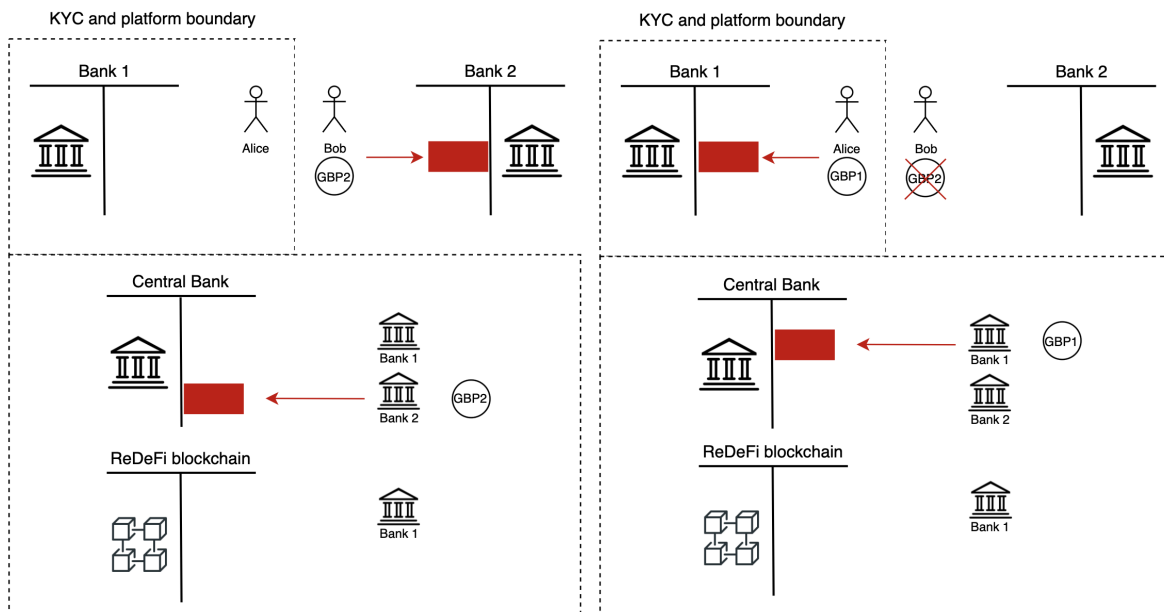 KYC and platform boundary
Bank 1
Bank 2
Alice
Bob
GBP2
Central Bank
Bank 1
Bank 2
GBP2
ReDeFi blockchain
Bank 1
KYC and platform boundary
Bank 1
Bank 2
Alice
Bob
GBP1
GBP2
Central Bank
Bank 1
GBP1
Bank 2
ReDeFi blockchain
Bank 1